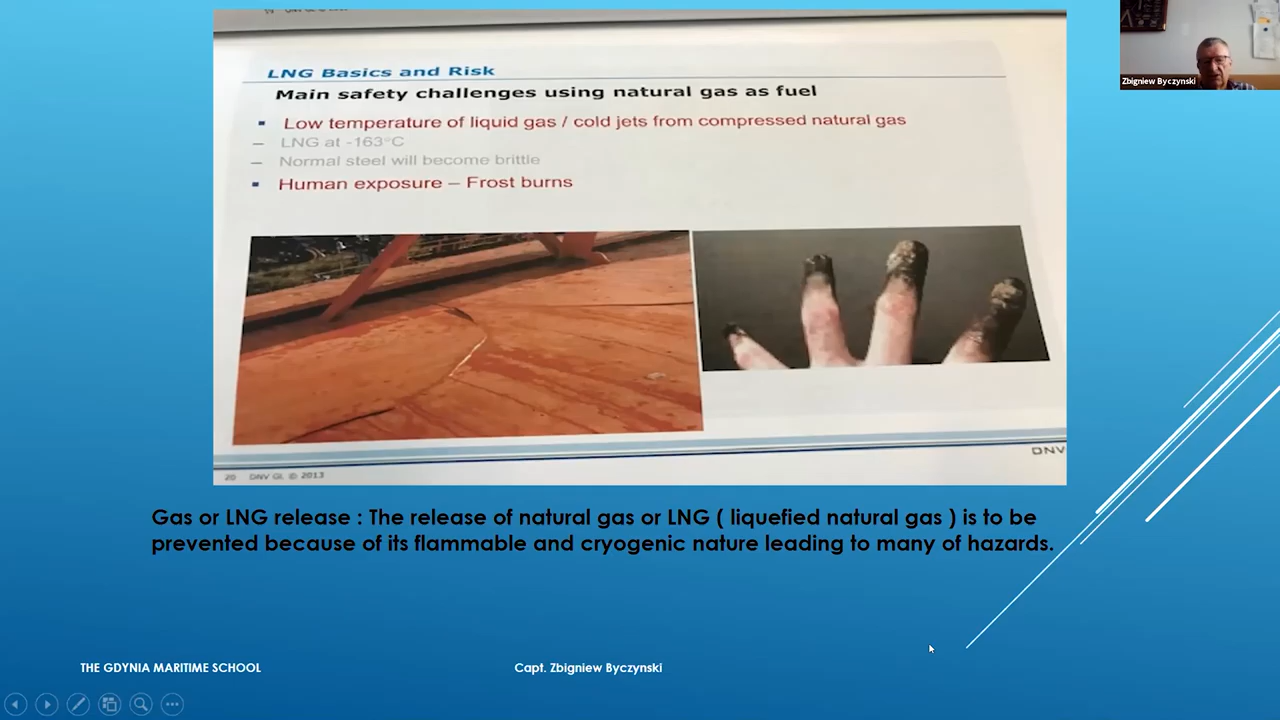 LNG Basics and Risk
Main safety challenges using natural gas as fuel
▪ Low temperature of liquid gas / cold jets from compressed natural gas
– LNG at -163°C
– Normal steel will become brittle
▪ Human exposure – Frost burns
20 DNV GL © 2013
DNV
Gas or LNG release : The release of natural gas or LNG ( liquefied natural gas ) is to be
prevented because of its flammable and cryogenic nature leading to many of hazards.
THE GDYNIA MARITIME SCHOOL
Capt. Zbigniew Byczynski
Zbigniew Byczynski